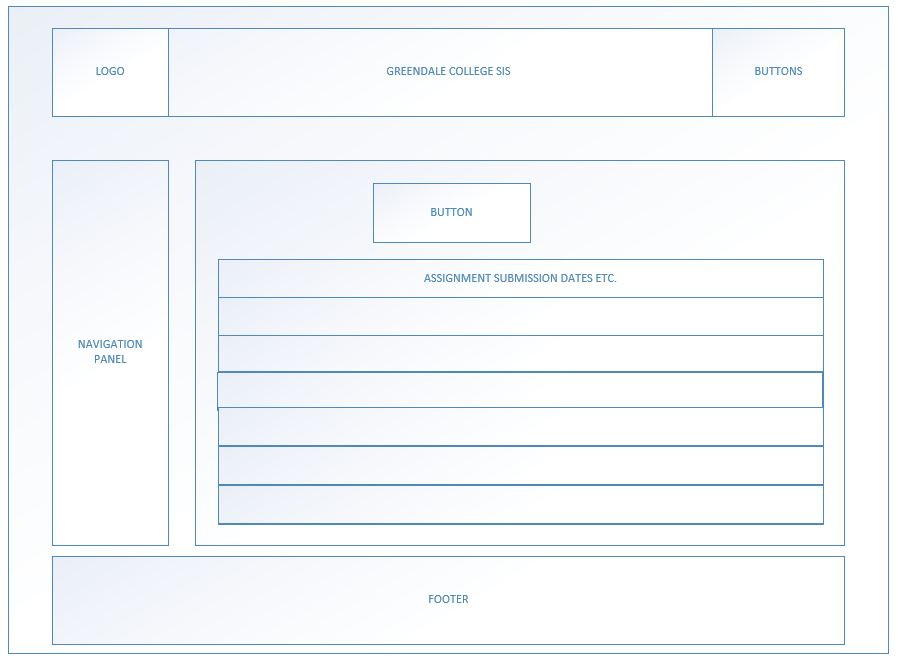 LOGO
GREENDALE COLLEGE SIS
BUTTONS
NAVIGATION
PANEL
BUTTON
ASSIGNMENT SUBMISSION DATES ETC.
FOOTER